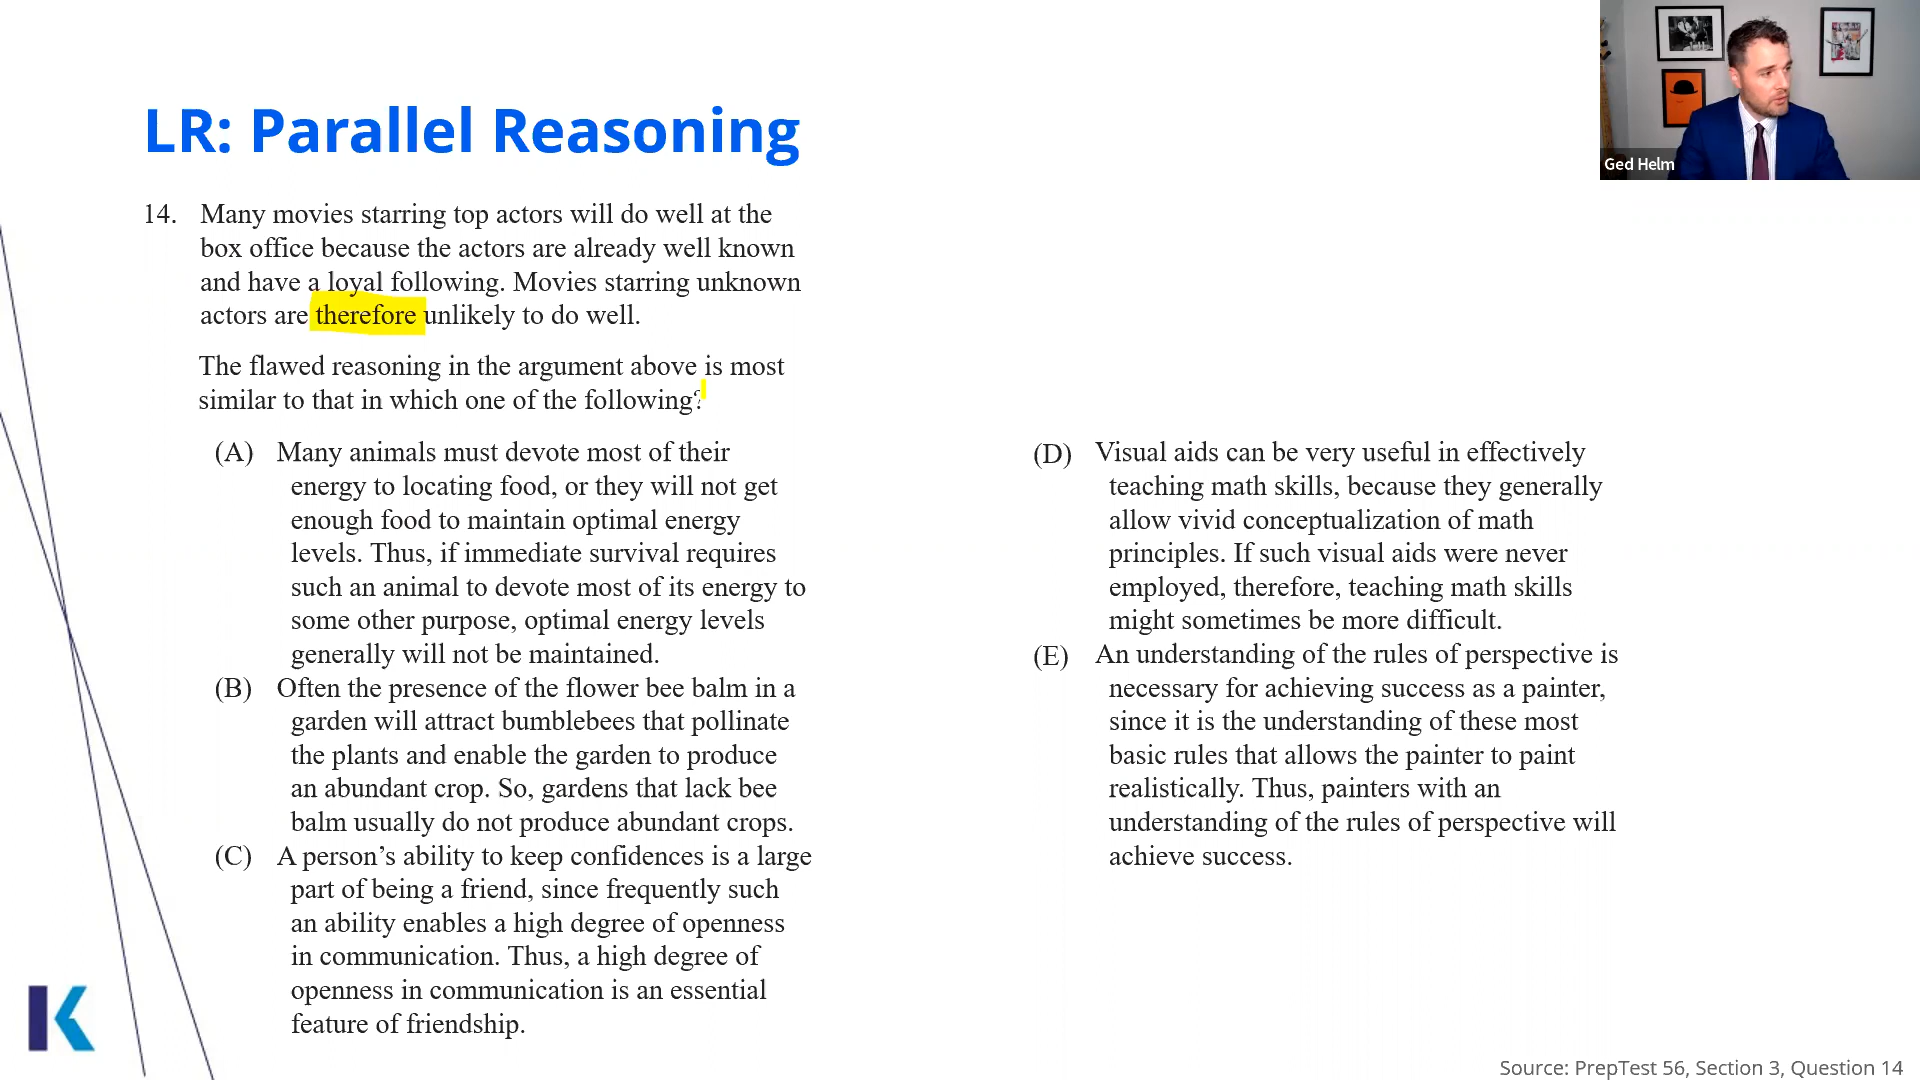 LR: Parallel Reasoning
Ged Helm
14. Many movies starring top actors will do well at the
box office because the actors are already well known
and have a loyal following. Movies starring unknown
actors are therefore unlikely to do well.
The flawed reasoning in the argument above is most
similar to that in which one of the following?
(A) Many animals must devote most of their
energy to locating food, or they will not get
enough food to maintain optimal energy
levels. Thus, if immediate survival requires
such an animal to devote most of its energy to
some other purpose, optimal energy levels
generally will not be maintained.
(B) Often the presence of the flower bee balm in a
garden will attract bumblebees that pollinate
the plants and enable the garden to produce
an abundant crop. So, gardens that lack bee
balm usually do not produce abundant crops.
(C) A person’s ability to keep confidences is a large
part of being a friend, since frequently such
an ability enables a high degree of openness
in communication. Thus, a high degree of
openness in communication is an essential
feature of friendship.
(D) Visual aids can be very useful in effectively
teaching math skills, because they generally
allow vivid conceptualization of math
principles. If such visual aids were never
employed, therefore, teaching math skills
might sometimes be more difficult.
(E) An understanding of the rules of perspective is
necessary for achieving success as a painter,
since it is the understanding of these most
basic rules that allows the painter to paint
realistically. Thus, painters with an
understanding of the rules of perspective will
achieve success.
K
Source: PrepTest 56, Section 3, Question 14